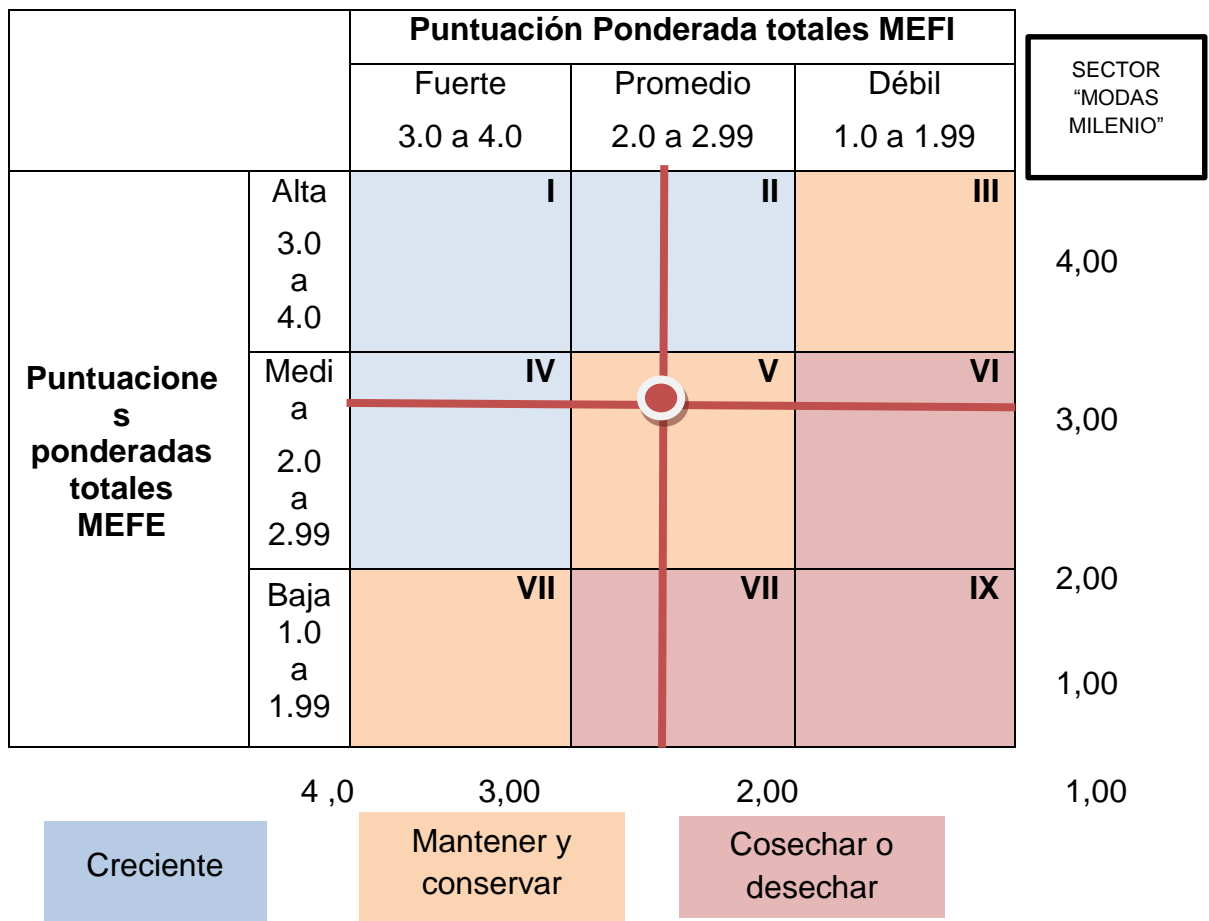 Puntuación Ponderada totales MEFI
Fuerte
3.0 a 4.0
Promedio
2.0 a 2.99
Débil
1.0 a 1.99
SECTOR
“MODAS
MILENIO”
Puntuacione
s
ponderadas
totales
MEFE
Alta
3.0
a
4.0
I
II
III
4,00
Medi
a
2.0
a
2.99
IV
V
VI
3,00
Baja
1.0
a
1.99
VII
VII
IX
2,00
1,00
4 ,0
3,00
2,00
1,00
Creciente
Mantener y
conservar
Cosechar o
desechar